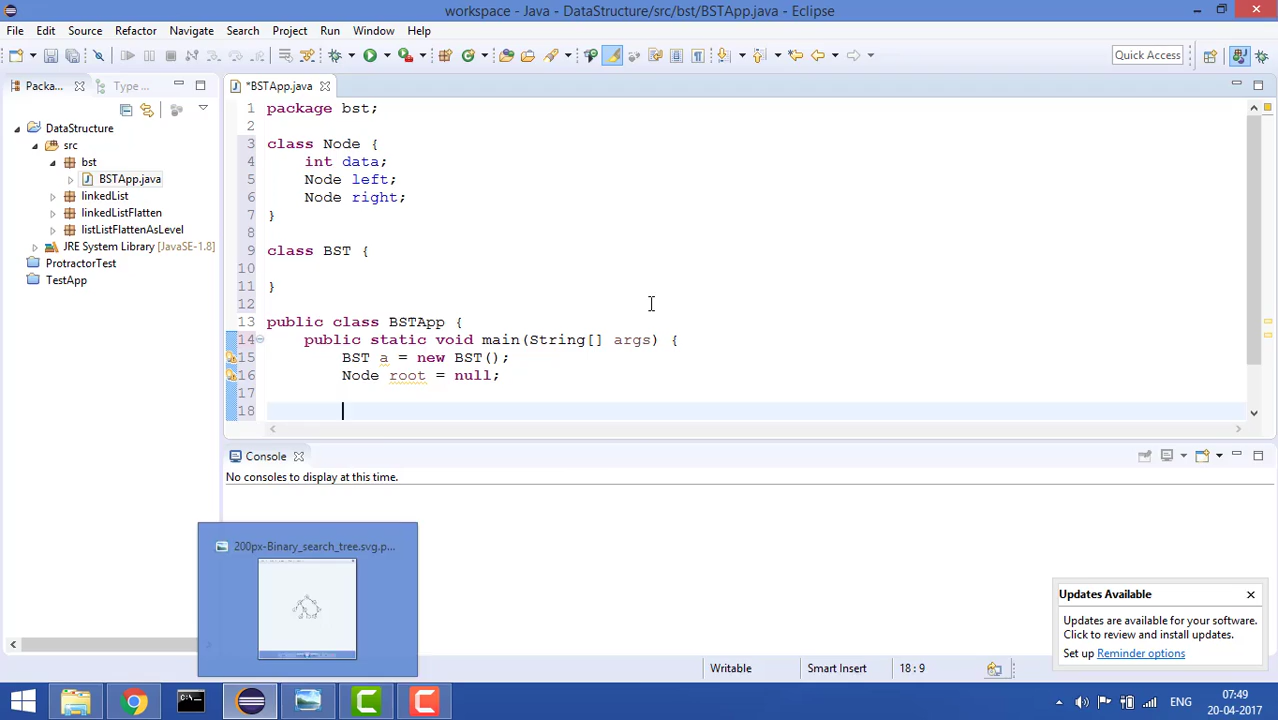 workspace - Java - DataStructure/src/bst/BSTApp.java - Eclipse
File Edit Source Refactor Navigate Search Project Run Window Help
Quick Access
Packa...
Type ...
*BSTApp.java
DataStructure
src
bst
BSTApp.java
linkedList
linkedListFlatten
listListFlattenAsLevel
JRE System Library [JavaSE-1.8]
ProtractorTest
TestApp
1 package bst;
2
3 class Node {
4 int data;
5 Node left;
6 Node right;
7 }
8
9 class BST {
10
11 }
12
13 public class BSTApp {
14 public static void main(String[] args) {
15 BST a = new BST();
16 Node root = null;
17
18
Console
No consoles to display at this time.
200px-Binary_search_tree.svg.p...
Updates Available
Updates are available for your software.
Click to review and install updates.
Set up Reminder options
Writable
Smart Insert
18 : 9
ENG
07:49
20-04-2017